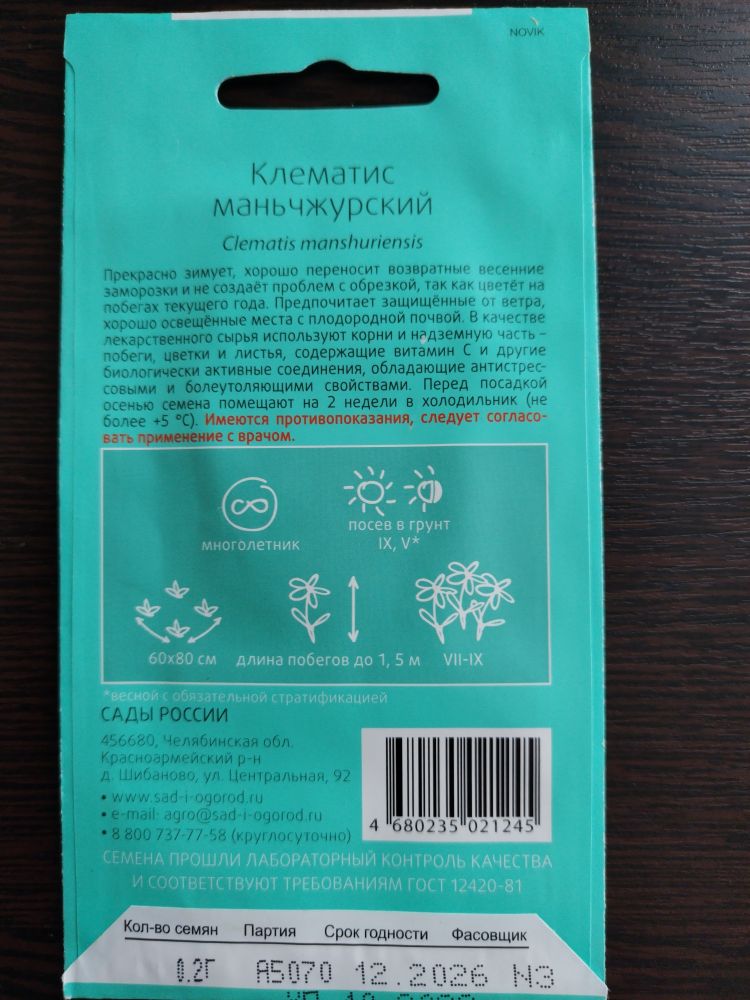 NOVIK
Клематис
маньчжурский
Clematis manshuriensis
Прекрасно зимует, хорошо переносит возвратные весенние
заморозки и не создаёт проблем с обрезкой, так как цветёт на
побегах текущего года. Предпочитает защищённые от ветра,
хорошо освещённые места с плодородной почвой. В качестве
лекарственного сырья используют корни и надземную часть –
побеги, цветки и листья, содержащие витамин С и другие
биологически активные соединения, обладающие антистрес-
совыми и болеутоляющими свойствами. Перед посадкой
осенью семена помещают на 2 недели в холодильник (не
более +5 °С). Имеются противопоказания, следует согласо-
вать применение с врачом.
многолетник
посев в грунт
IX, V*
60х80 см
длина побегов до 1, 5 м
VII-IX
*весной с обязательной стратификацией
САДЫ РОССИИ
456680, Челябинская обл.
Красноармейский р-н
д. Шибаново, ул. Центральная, 92
• www.sad-i-ogorod.ru
• e-mail: agro@sad-i-ogorod.ru
• 8 800 737-77-58 (круглосуточно)
4 680235 021245
СЕМЕНА ПРОШЛИ ЛАБОРАТОРНЫЙ КОНТРОЛЬ КАЧЕСТВА
И СООТВЕТСТВУЮТ ТРЕБОВАНИЯМ ГОСТ 12420-81
Кол-во семян Партия Срок годности Фасовщик
0.2Г А5070 12.2026 N3